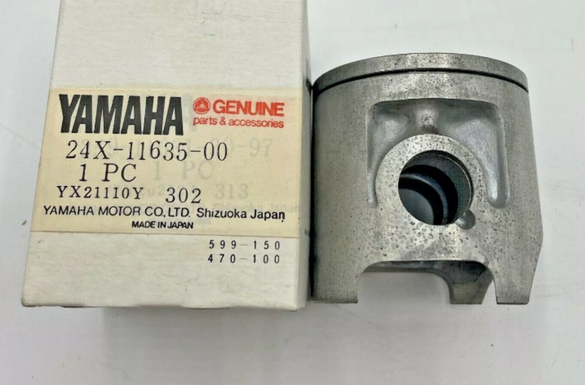 YAMAHA GENUINE
parts & accessories
24X-11635-00
1 PC
YX21110Y 302
YAMAHA MOTOR CO., LTD. Shizuoka Japan
MADE IN JAPAN
599-150
470-100